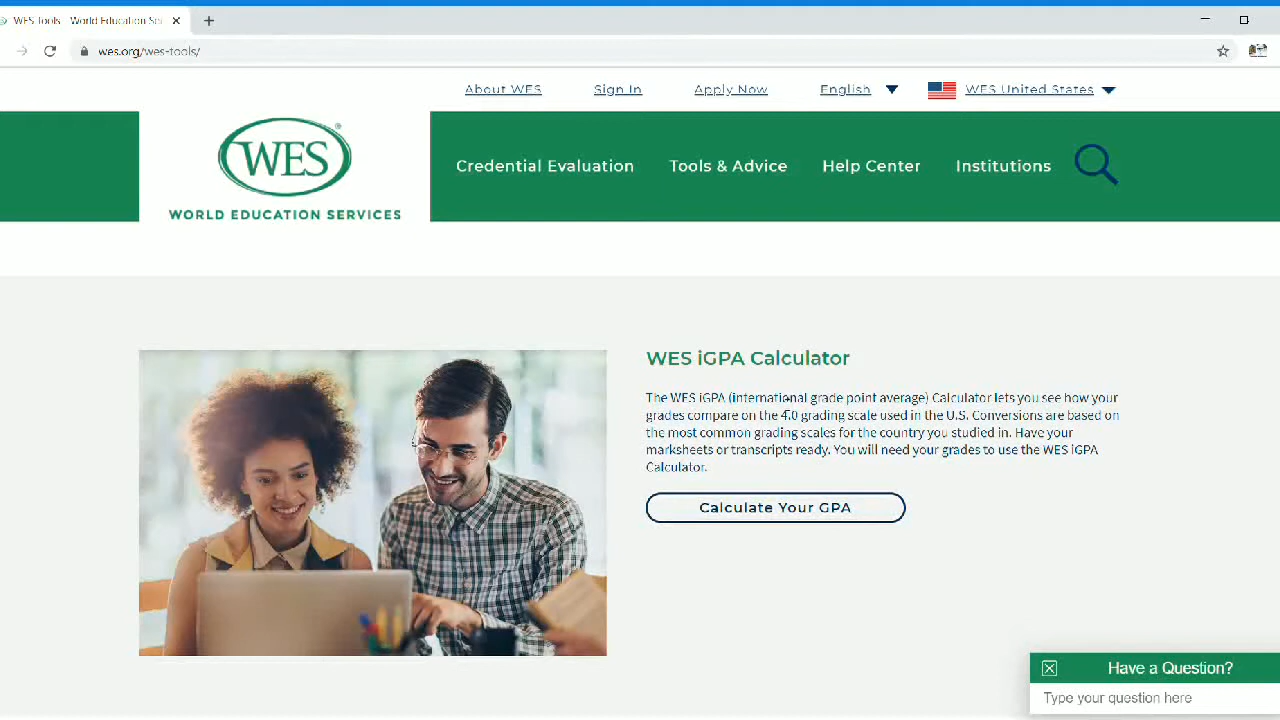 WES Tools - World Education Ser
wes.org/wes-tools/
About WES Sign In Apply Now English WES United States
WES
®
WORLD EDUCATION SERVICES
Credential Evaluation Tools & Advice Help Center Institutions
WES iGPA Calculator
The WES iGPA (international grade point average) Calculator lets you see how your
grades compare on the 4.0 grading scale used in the U.S. Conversions are based on
the most common grading scales for the country you studied in. Have your
marksheets or transcripts ready. You will need your grades to use the WES iGPA
Calculator.
Calculate Your GPA
Have a Question?
Type your question here